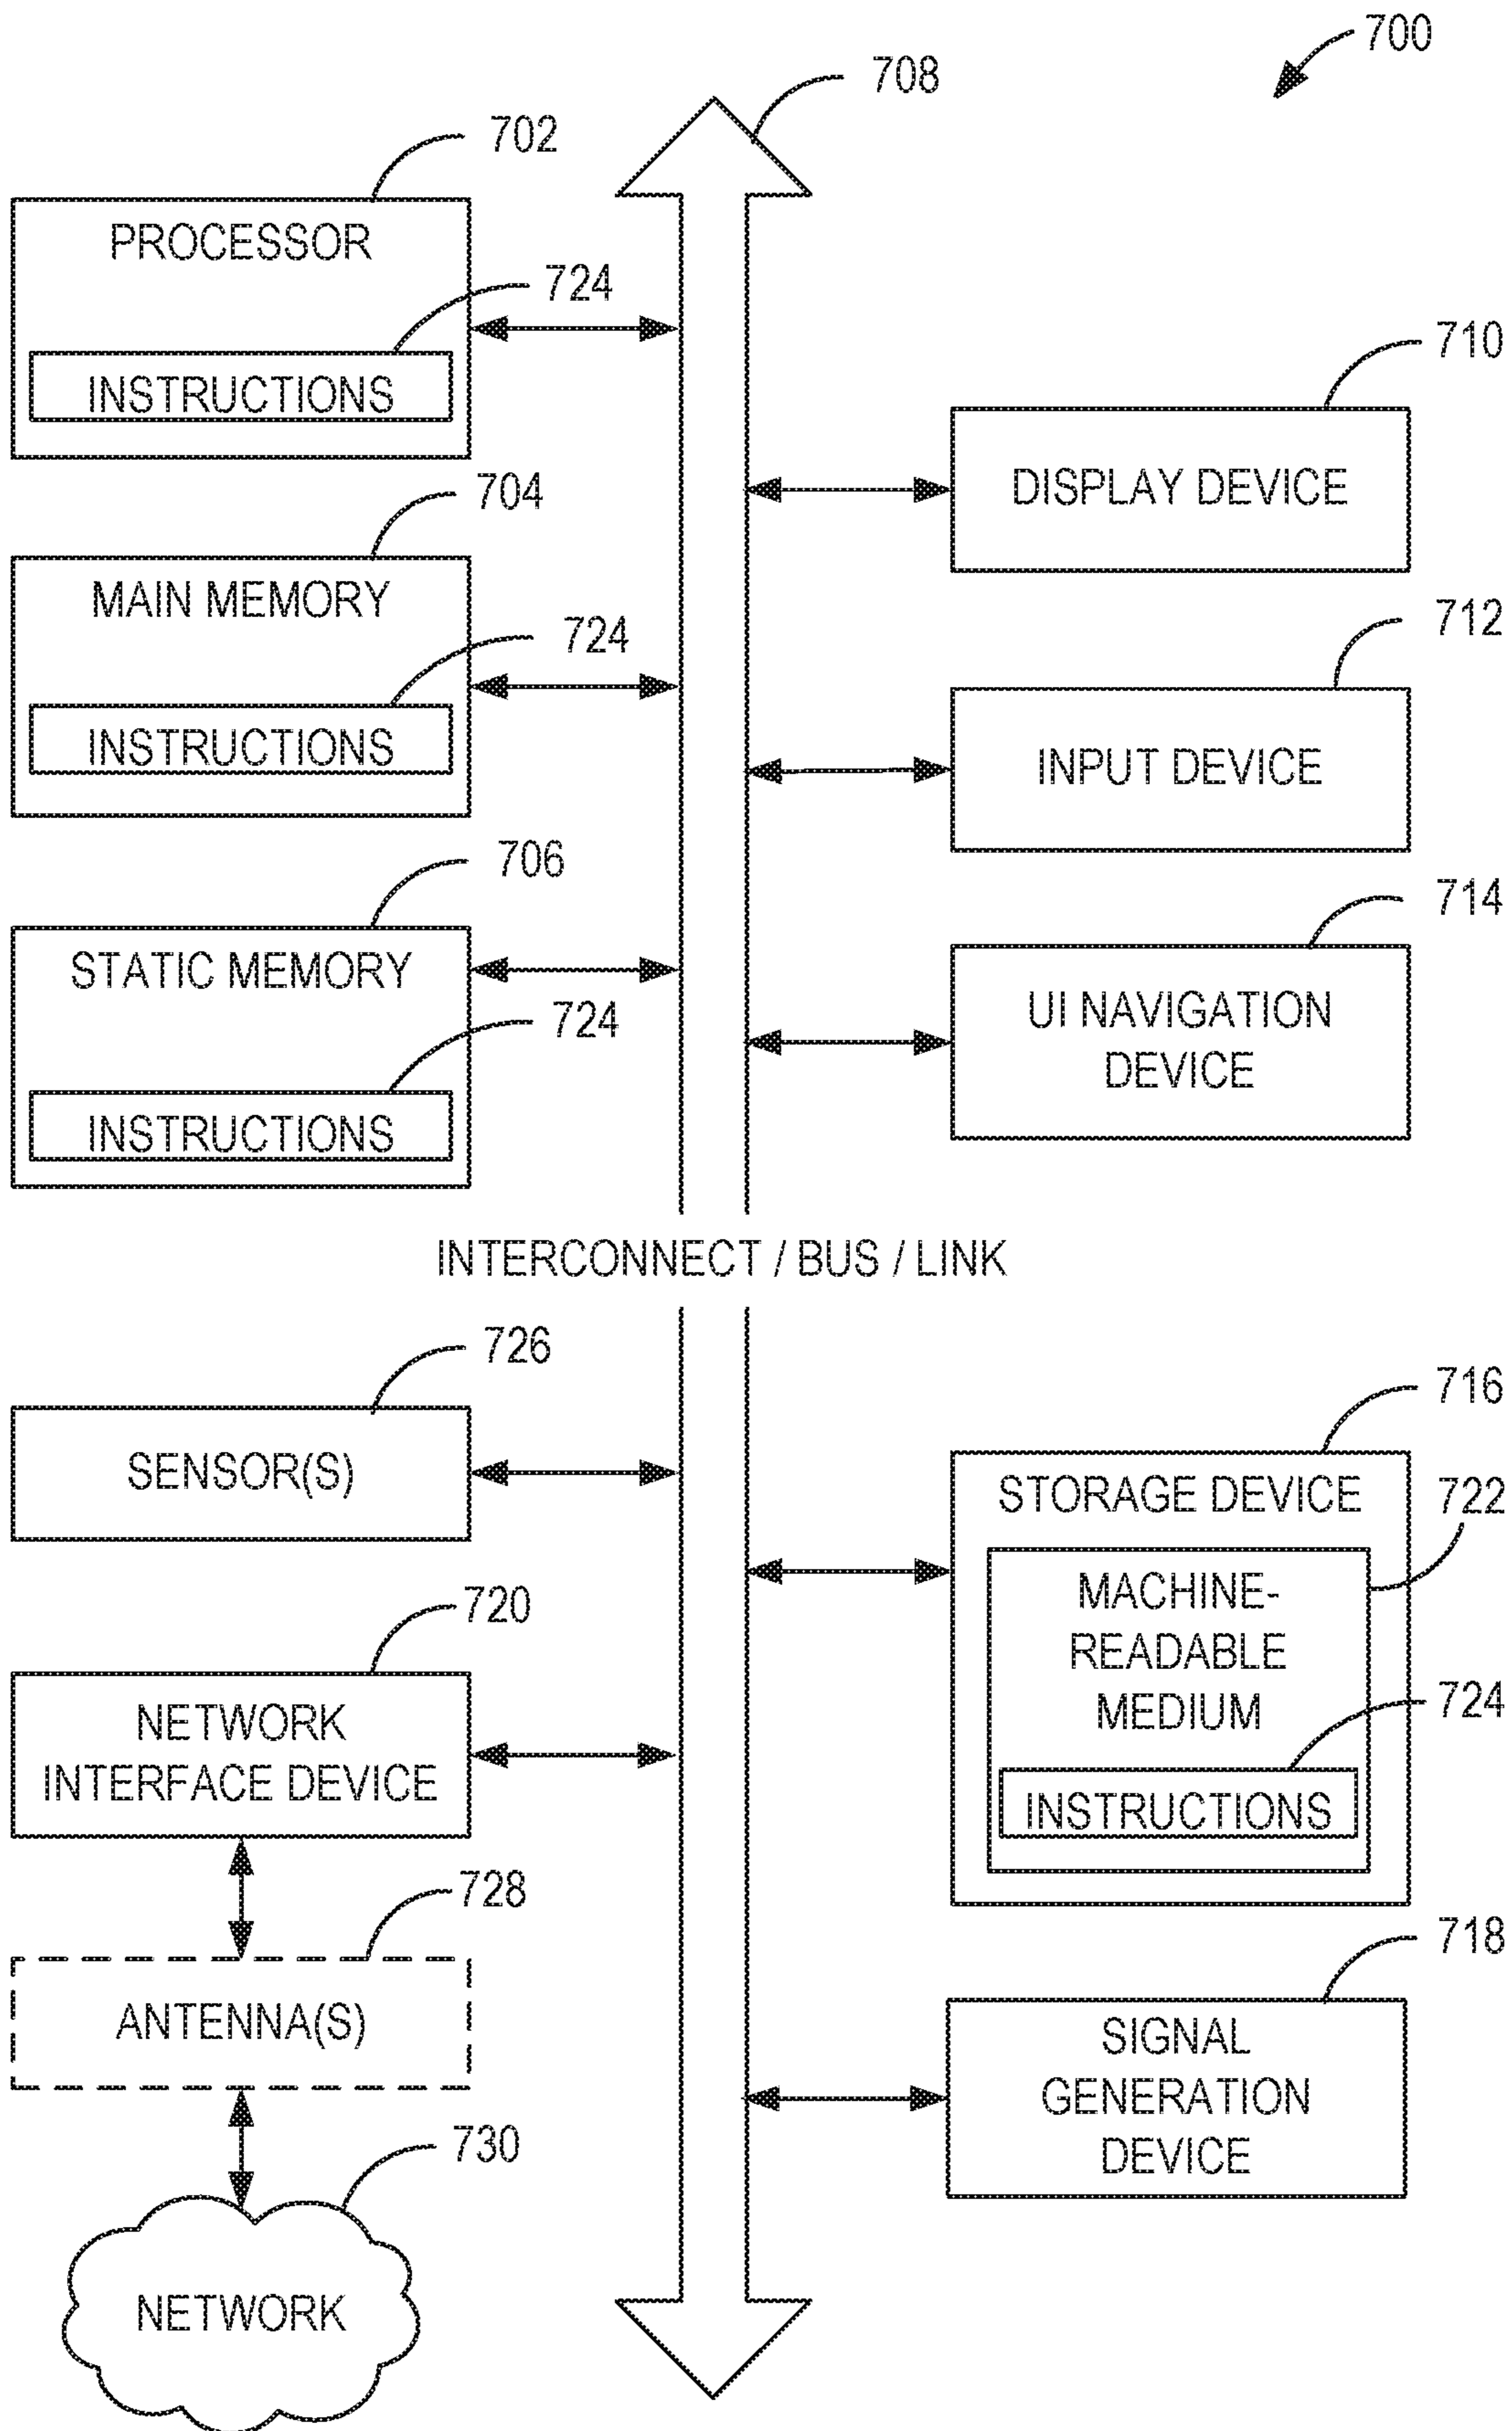 700
708
702
PROCESSOR
724
INSTRUCTIONS
710
DISPLAY DEVICE
704
MAIN MEMORY
724
INSTRUCTIONS
712
INPUT DEVICE
706
STATIC MEMORY
724
INSTRUCTIONS
714
UI NAVIGATION
DEVICE
INTERCONNECT / BUS / LINK
726
SENSOR(S)
716
STORAGE DEVICE
722
MACHINE-
READABLE
MEDIUM
724
INSTRUCTIONS
720
NETWORK
INTERFACE DEVICE
728
ANTENNA(S)
718
SIGNAL
GENERATION
DEVICE
730
NETWORK